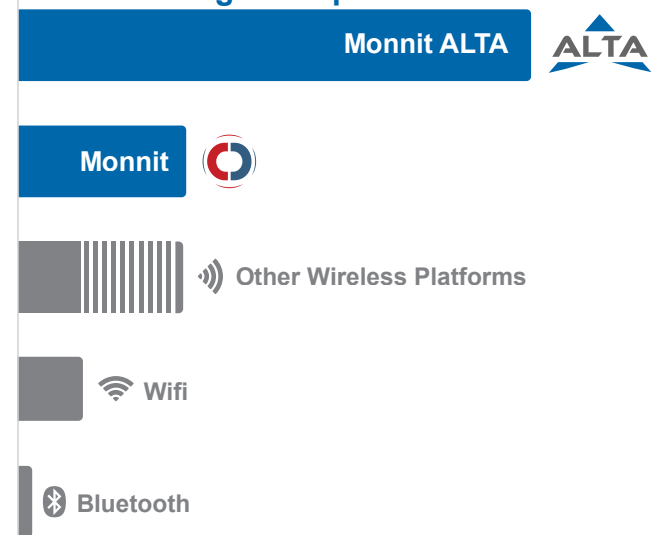 Monnit ALTA
ALTA
Monnit
Other Wireless Platforms
Wifi
Bluetooth